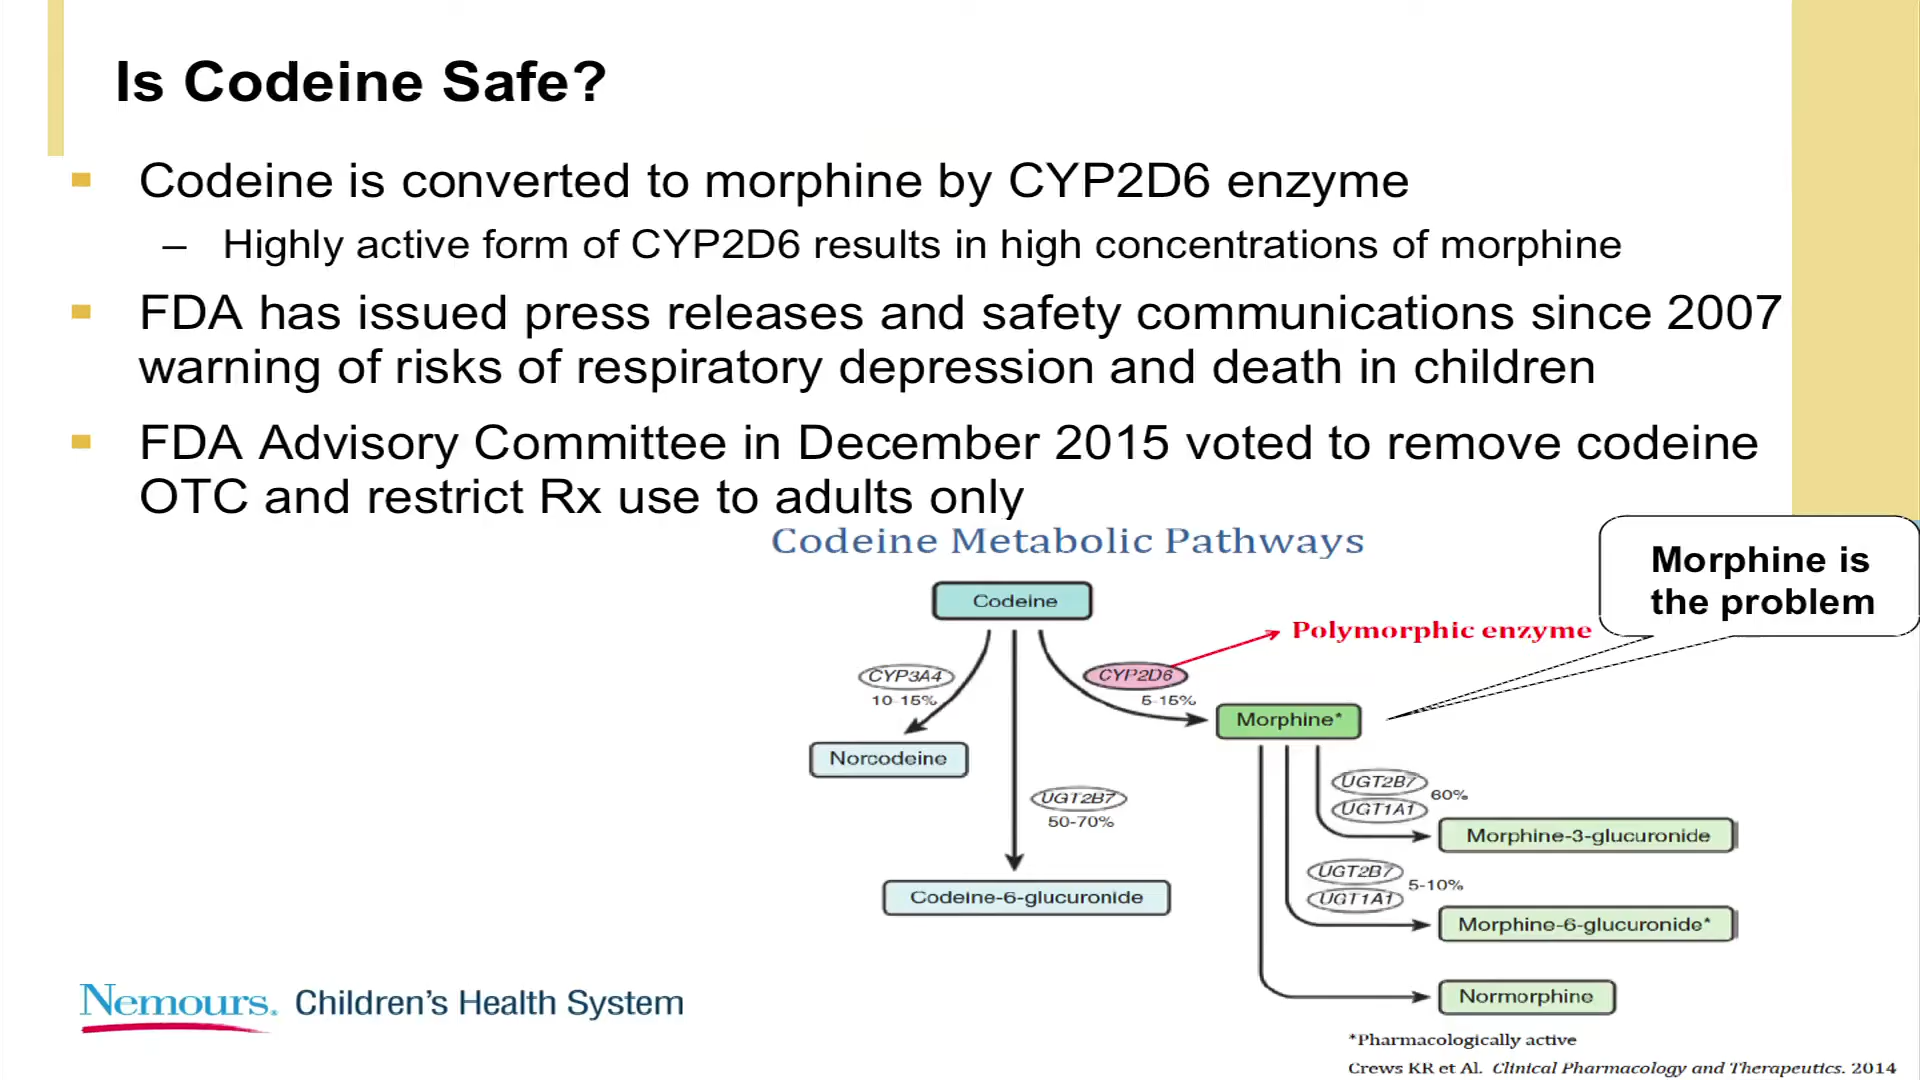 Is Codeine Safe?
Codeine is converted to morphine by CYP2D6 enzyme
– Highly active form of CYP2D6 results in high concentrations of morphine
FDA has issued press releases and safety communications since 2007
warning of risks of respiratory depression and death in children
FDA Advisory Committee in December 2015 voted to remove codeine
OTC and restrict Rx use to adults only
Codeine Metabolic Pathways
Morphine is
the problem
Codeine
Polymorphic enzyme
CYP3A4
10-15%
CYP2D6
5-15%
Morphine*
Norcodeine
UGT2B7
50-70%
UGT2B7
UGT1A1
60%
Morphine-3-glucuronide
UGT2B7
UGT1A1
5-10%
Codeine-6-glucuronide
Morphine-6-glucuronide*
Normorphine
Nemours. Children's Health System
*Pharmacologically active
Crews KR et Al. Clinical Pharmacology and Therapeutics. 2014